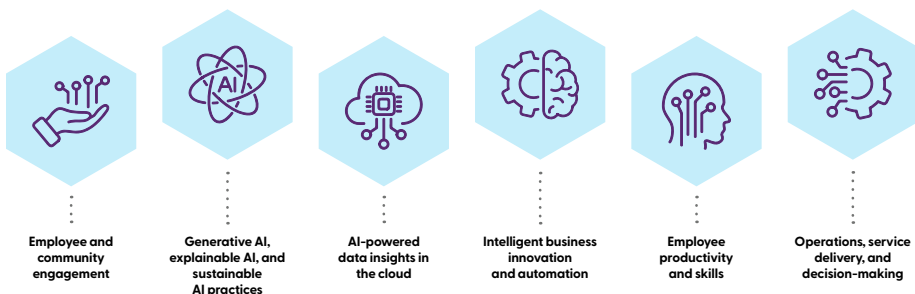 AI
Employee and
community
engagement
Generative AI,
explainable AI, and
sustainable
AI practices
AI-powered
data insights in
the cloud
Intelligent business
innovation
and automation
Employee
productivity
and skills
Operations, service
delivery, and
decision-making